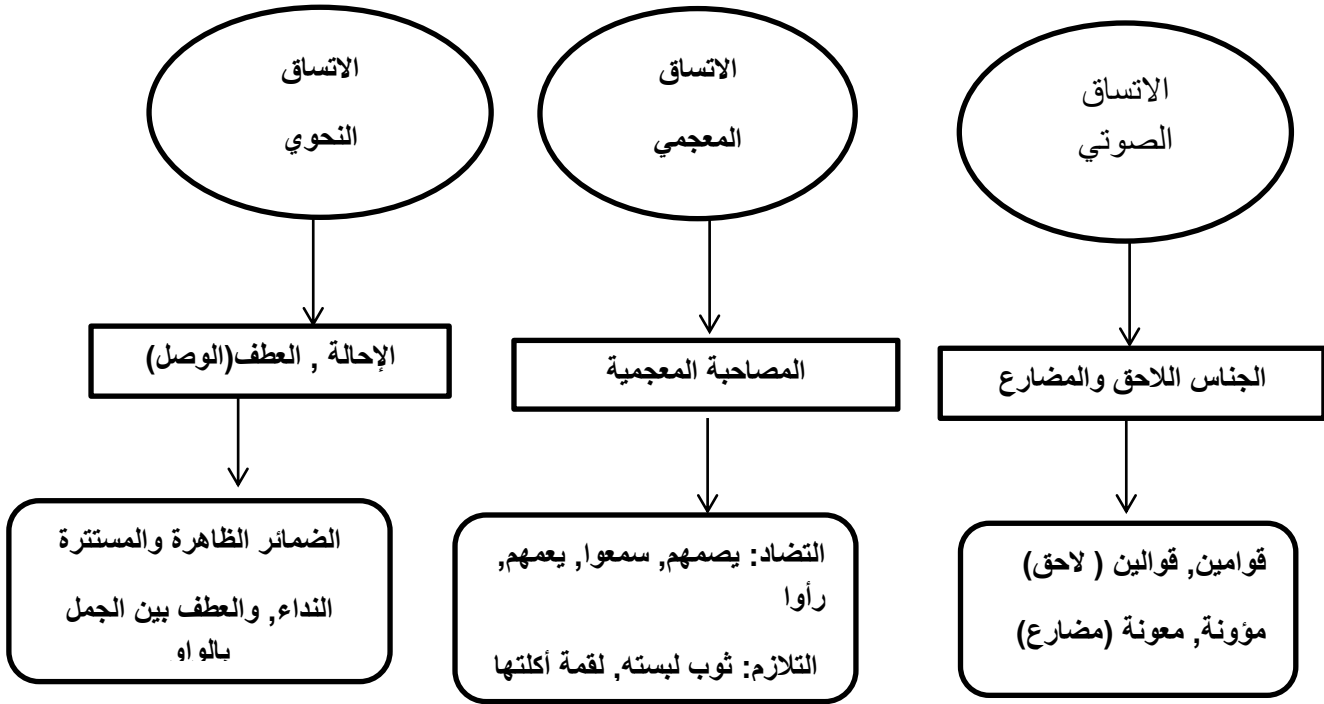 الاتساق
الصوتي
الجناس اللاحق والمضارع
قوامين, قوالين ( لاحق)
مؤونة, معونة (مضارع)
الاتساق
المعجمي
المصاحبة المعجمية
التضاد: يصمهم, سمعوا, يعمهم,
رأوا
التلازم: ثوب لبسته, لقمة أكلتها
الاتساق
النحوي
الإحالة , العطف(الوصل)
الضمائر الظاهرة والمستترة
النداء, والعطف بين الجمل
بالواو